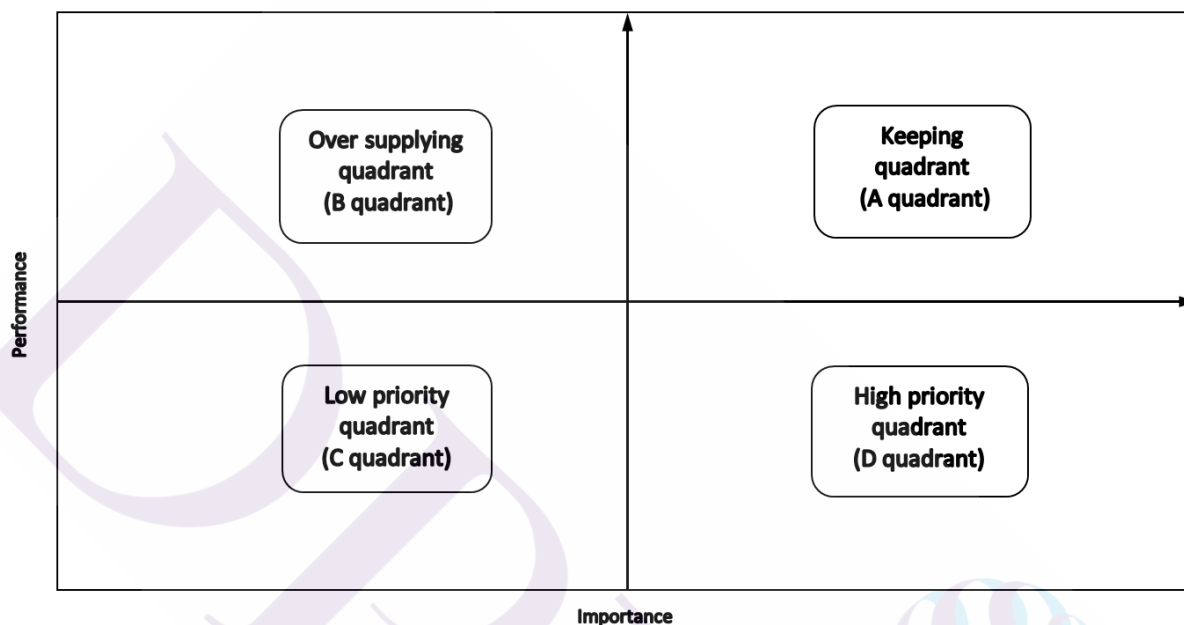 Over supplying
quadrant
(B quadrant)
Keeping
quadrant
(A quadrant)
Performance
Low priority
quadrant
(C quadrant)
High priority
quadrant
(D quadrant)
Importance